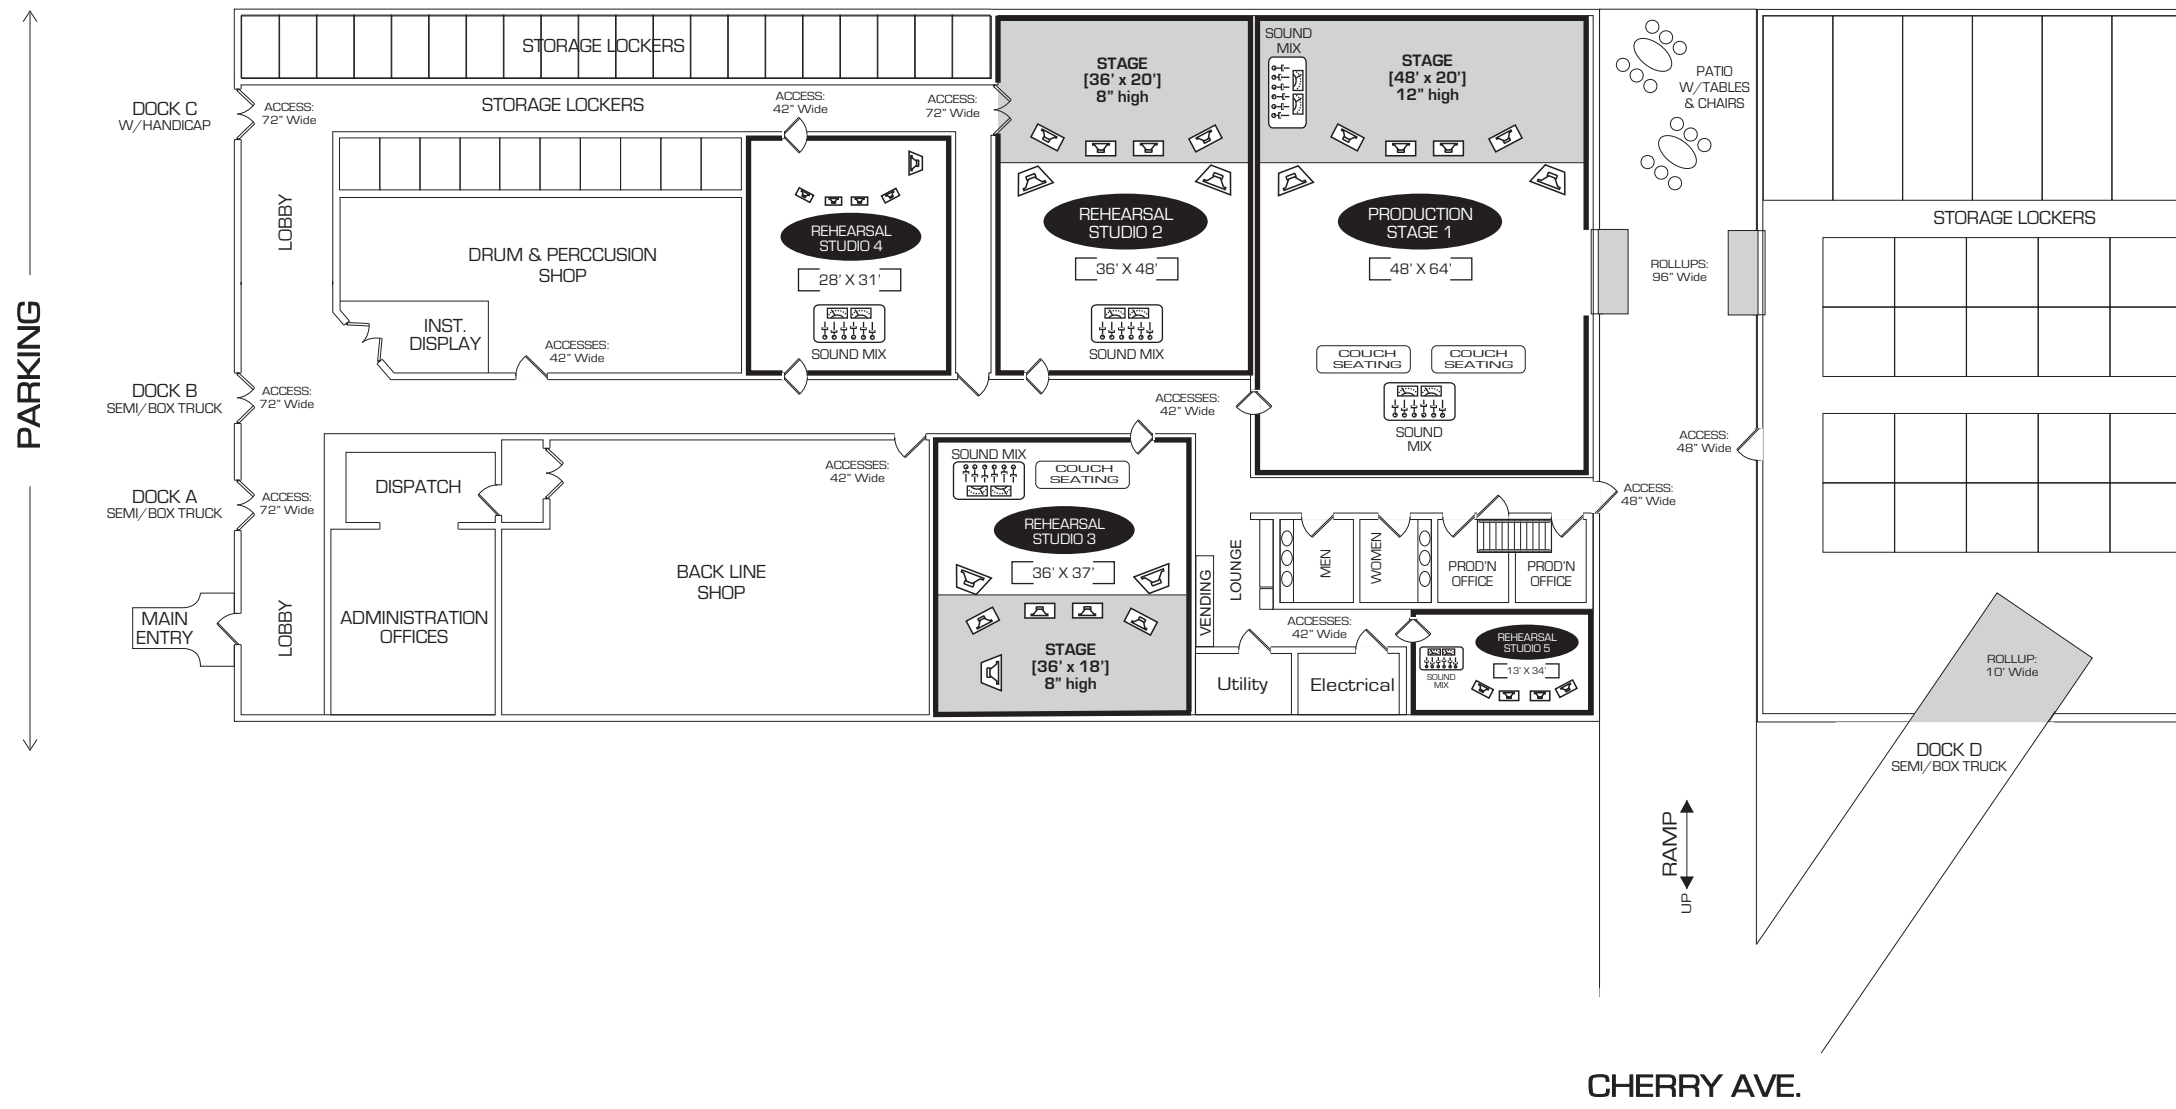 PARKING
DOCK C
W/HANDICAP
DOCK B
SEMI/BOX TRUCK
DOCK A
SEMI/BOX TRUCK
MAIN
ENTRY
STORAGE LOCKERS
ACCESS:
72" Wide
STORAGE LOCKERS
ACCESS:
42" Wide
ACCESS:
72" Wide
LOBBY
DRUM & PERCCUSION
SHOP
INST.
DISPLAY
ACCESSES:
42" Wide
ACCESS:
72" Wide
ACCESS:
72" Wide
LOBBY
DISPATCH
ADMINISTRATION
OFFICES
BACK LINE
SHOP
ACCESSES:
42" Wide
REHEARSAL
STUDIO 4
28' X 31'
SOUND MIX
STAGE
[36' x 20']
8" high
REHEARSAL
STUDIO 2
36' X 48'
SOUND MIX
SOUND
MIX
STAGE
[48' x 20']
12" high
PRODUCTION
STAGE 1
48' X 64'
COUCH
SEATING
COUCH
SEATING
SOUND
MIX
ACCESSES:
42" Wide
SOUND MIX
COUCH
SEATING
REHEARSAL
STUDIO 3
36' X 37'
STAGE
[36' x 18']
8" high
VENDING
LOUNGE
MEN
WOMEN
PROD'N
OFFICE
PROD'N
OFFICE
ACCESSES:
42" Wide
Utility
Electrical
REHEARSAL
STUDIO 5
13' X 34'
SOUND
MIX
PATIO
W/TABLES
& CHAIRS
ROLLUPS:
96" Wide
ACCESS:
48" Wide
ACCESS:
48" Wide
STORAGE LOCKERS
ROLLUP:
10' Wide
DOCK D
SEMI/BOX TRUCK
RAMP
UP
CHERRY AVE.